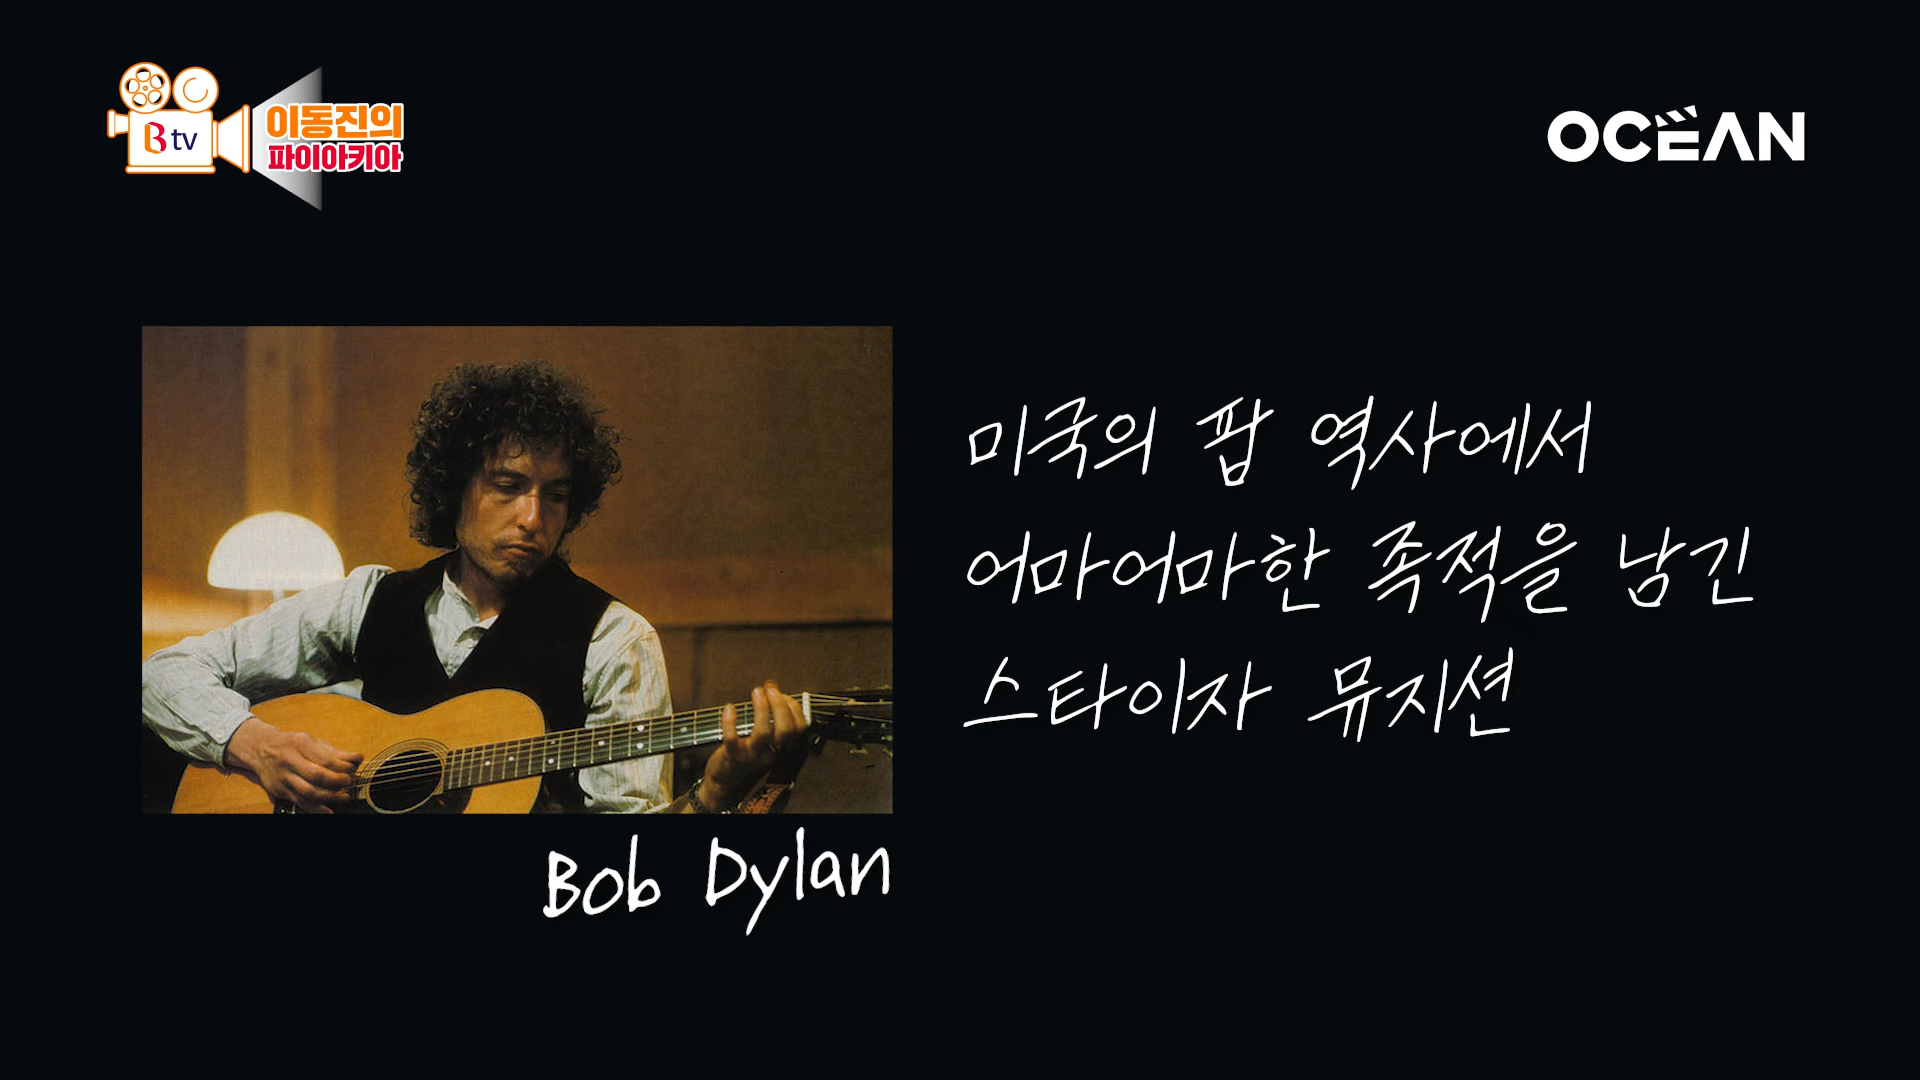 B tv
이동진의
파이아키아
OCEAN
미국의 팝 역사에서
어마어마한 족적을 남긴
스타이자 뮤지션
Bob Dylan